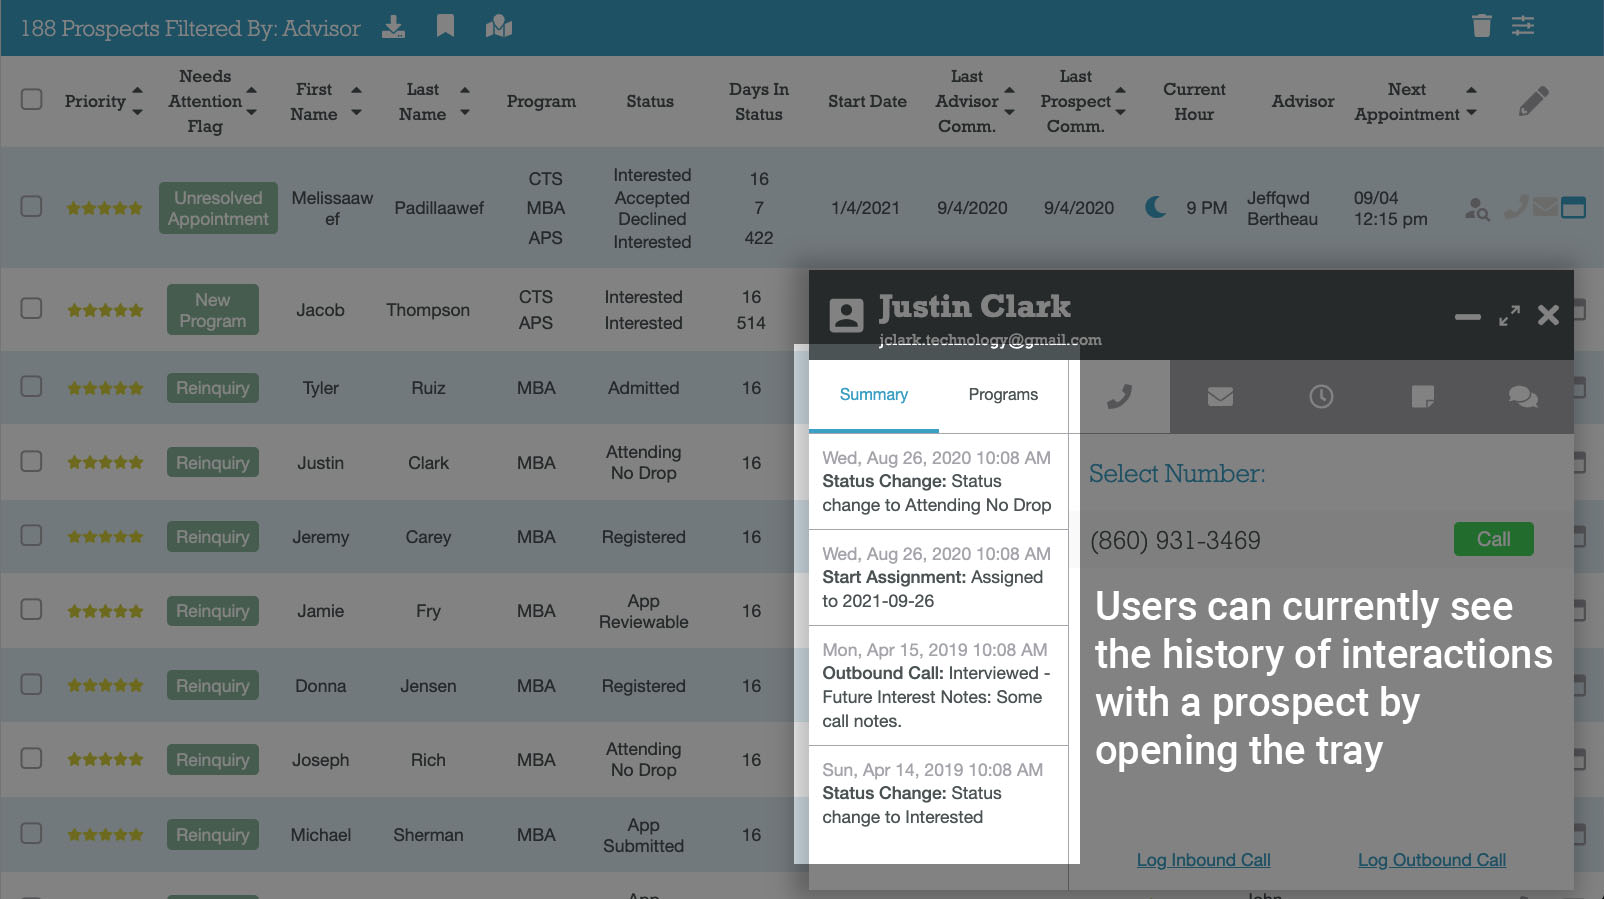 188 Prospects Filtered By: Advisor
Priority
Needs
Attention
Flag
First
Name
Last
Name
Program
Status
Days In
Status
Start Date
Last
Advisor
Comm.
Last
Prospect
Comm.
Current
Hour
Advisor
Next
Appointment
Unresolved
Appointment
Melissaaw
ef
Padillaawef
CTS
MBA
APS
Interested
Accepted
Declined
Interested
16
7
422
1/4/2021
9/4/2020
9/4/2020
9 PM
Jeffqwd
Bertheau
09/04
12:15 pm
New
Program
Jacob
Thompson
CTS
APS
Interested
Interested
16
514
Reinquiry
Tyler
Ruiz
MBA
Admitted
16
Reinquiry
Justin
Clark
MBA
Attending
No Drop
16
Reinquiry
Jeremy
Carey
MBA
Registered
16
Reinquiry
Jamie
Fry
MBA
App
Reviewable
16
Reinquiry
Donna
Jensen
MBA
Registered
16
Reinquiry
Joseph
Rich
MBA
Attending
No Drop
16
Reinquiry
Michael
Sherman
MBA
App
Submitted
16
Justin Clark
jclark.technology@gmail.com
Summary
Programs
Wed, Aug 26, 2020 10:08 AM
Status Change: Status
change to Attending No Drop
Wed, Aug 26, 2020 10:08 AM
Start Assignment: Assigned
to 2021-09-26
Mon, Apr 15, 2019 10:08 AM
Outbound Call: Interviewed -
Future Interest Notes: Some
call notes.
Sun, Apr 14, 2019 10:08 AM
Status Change: Status
change to Interested
Select Number:
(860) 931-3469
Call
Users can currently see
the history of interactions
with a prospect by
opening the tray
Log Inbound Call
Log Outbound Call